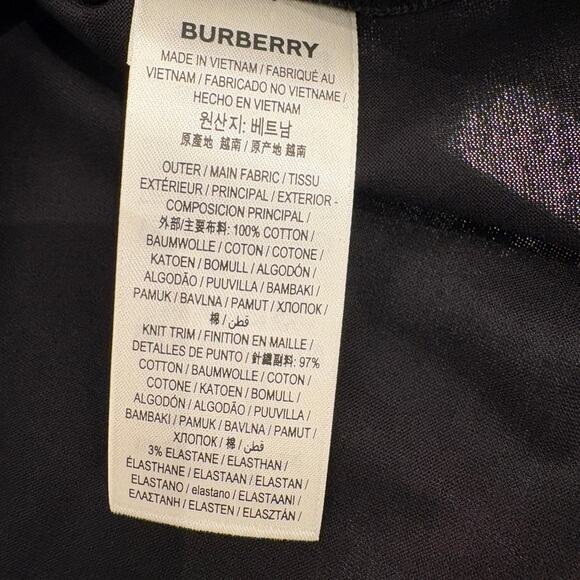 BURBERRY
MADE IN VIETNAM / FABRIQUÉ AU
VIETNAM / FABRICADO NO VIETNAME /
HECHO EN VIETNAM
원산지: 베트남
原產地 越南 / 原产地 越南
OUTER / MAIN FABRIC / TISSU
EXTÉRIEUR / PRINCIPAL / EXTERIOR -
COMPOSICION PRINCIPAL /
外部/主要布料: 100% COTTON /
BAUMWOLLE / COTON / COTONE /
KATOEN / BOMULL / ALGODÓN /
ALGODÃO / PUUVILLA / BAMBAKI /
PAMUK / BAVLNA / PAMUT / ХЛОПОК /
棉 / قطن /
KNIT TRIM / FINITION EN MAILLE /
DETALLES DE PUNTO / 針織副料: 97%
COTTON / BAUMWOLLE / COTON /
COTONE / KATOEN / BOMULL /
ALGODÓN / ALGODÃO / PUUVILLA /
BAMBAKI / PAMUK / BAVLNA / PAMUT /
ХЛОПОК / 棉 / قطن /
3% ELASTANE / ELASTHAN /
ÉLASTHANE / ELASTAAN / ELASTAN /
ELASTANO / elastano / ELASTAANI /
ΕΛΑΣΤΑΝΗ / ELASTEN / ELASZTÁN /